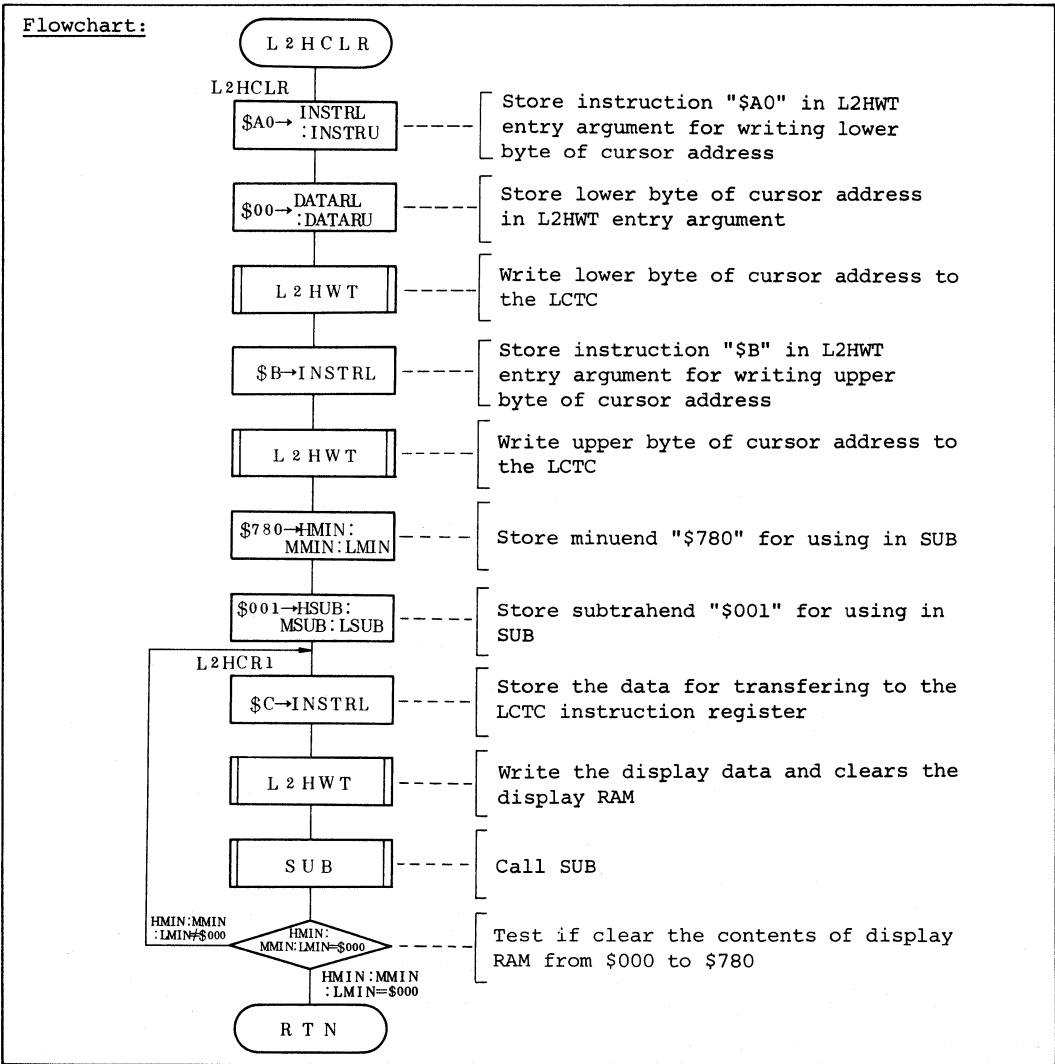 Flowchart:
L2HCLR
L2HCLR
$A0→ INSTRL
:INSTRU
Store instruction "$A0" in L2HWT
entry argument for writing lower
byte of cursor address
$00→ DATARL
:DATARU
Store lower byte of cursor address
in L2HWT entry argument
L2HWT
Write lower byte of cursor address to
the LCTC
$B→INSTRL
Store instruction "$B" in L2HWT
entry argument for writing upper
byte of cursor address
L2HWT
Write upper byte of cursor address to
the LCTC
$780→HMIN:
MMIN:LMIN
Store minuend "$780" for using in SUB
$001→HSUB:
MSUB:LSUB
Store subtrahend "$001" for using in
SUB
L2HCR1
$C→INSTRL
Store the data for transfering to the
LCTC instruction register
L2HWT
Write the display data and clears the
display RAM
SUB
Call SUB
HMIN:MMIN
:LMIN≠$000
HMIN:
MMIN:LMIN=$000
Test if clear the contents of display
RAM from $000 to $780
HMIN:MMIN
:LMIN=$000
RTN